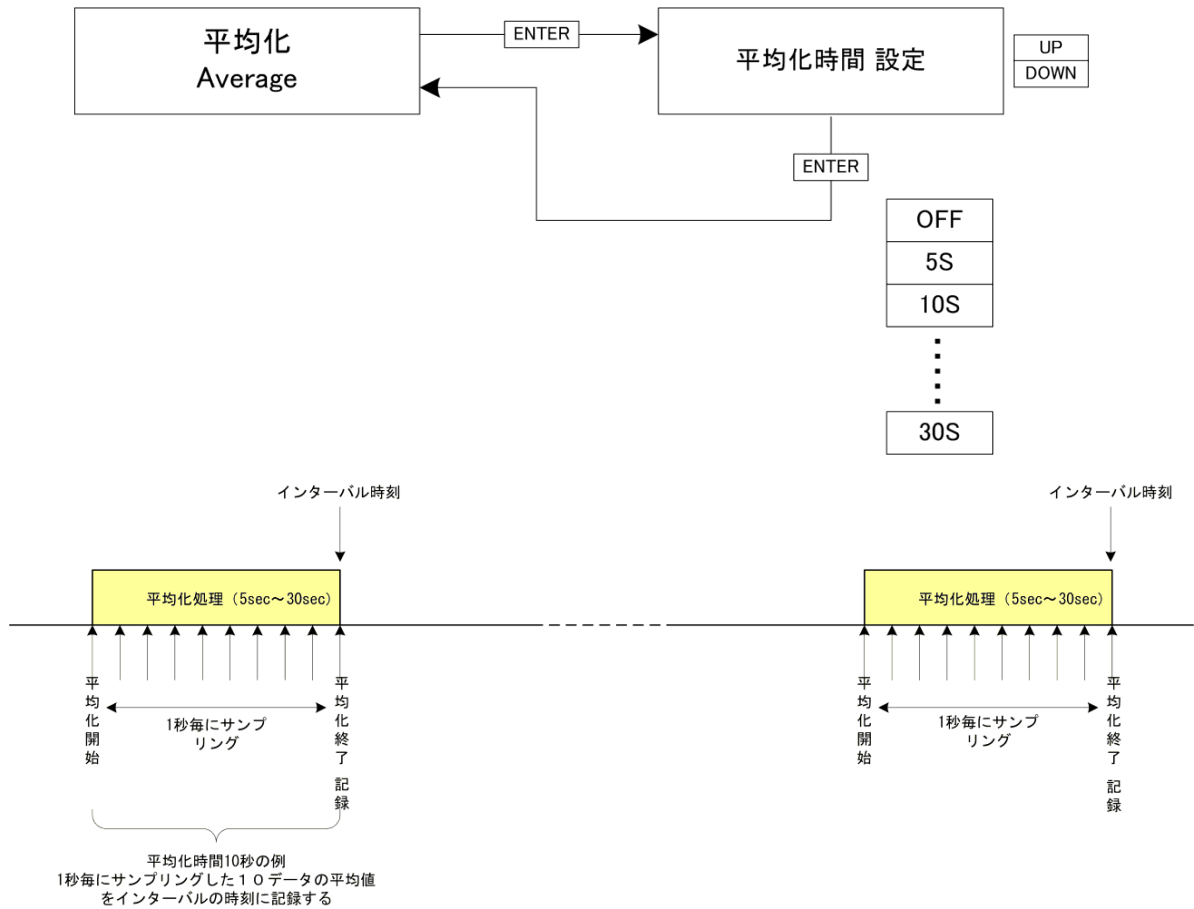 平均化
Average
ENTER
平均化時間 設定
UP
DOWN
ENTER
OFF
5S
10S
30S
インターバル時刻
平均化処理（5sec～30sec）
平均化開始
1秒毎にサンプ
リング
平均化終了 記録
平均化時間10秒の例
1秒毎にサンプリングした１０データの平均値
をインターバルの時刻に記録する
インターバル時刻
平均化処理（5sec～30sec）
平均化開始
1秒毎にサンプ
リング
平均化終了 記録